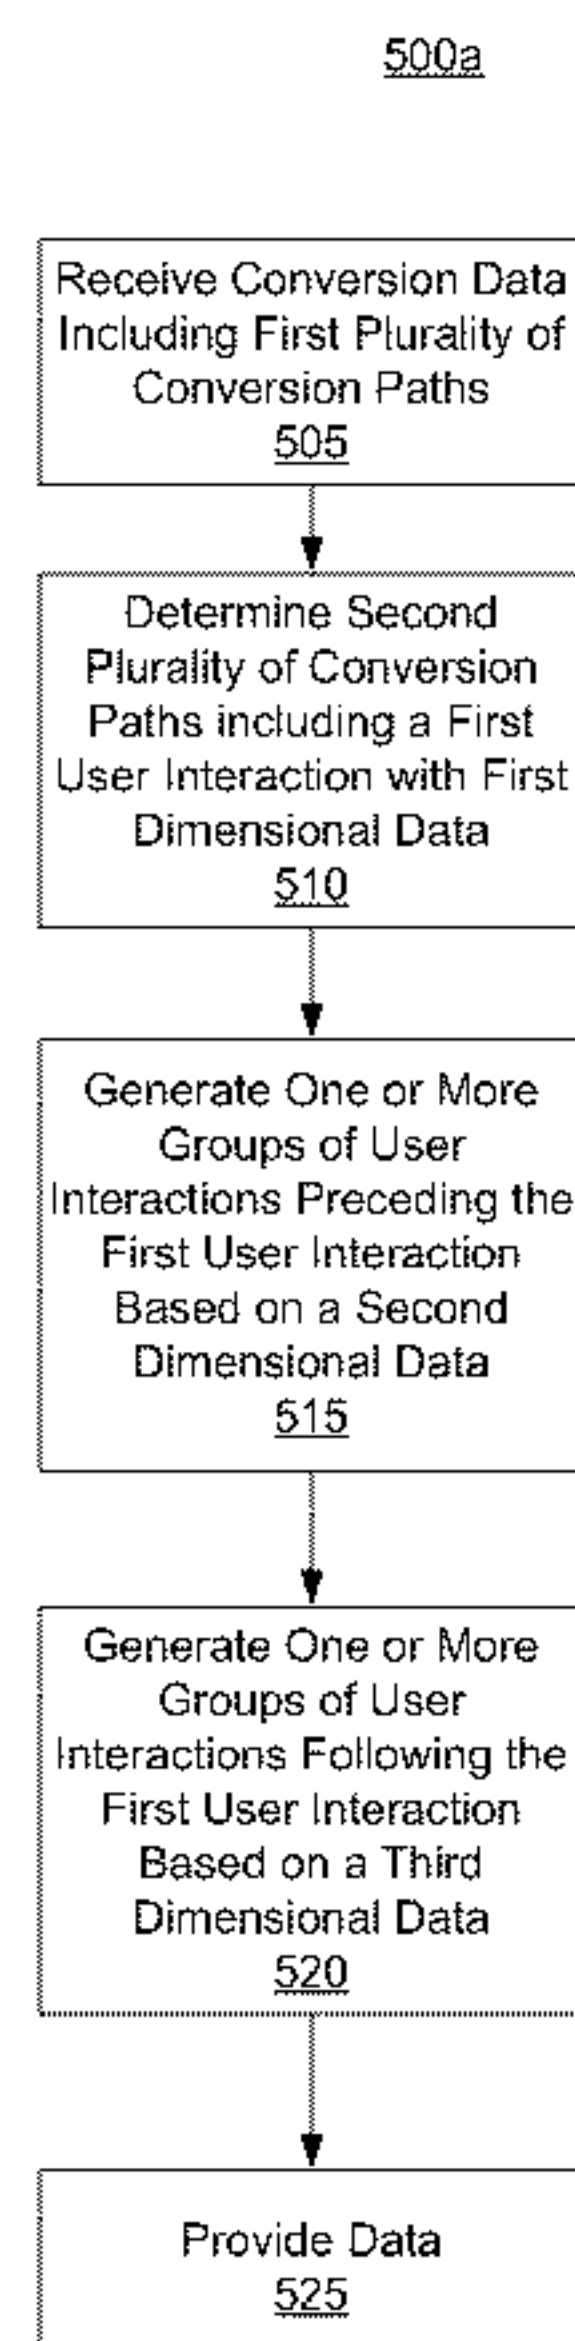 500a
Receive Conversion Data
Including First Plurality of
Conversion Paths
505
Determine Second
Plurality of Conversion
Paths including a First
User Interaction with First
Dimensional Data
510
Generate One or More
Groups of User
Interactions Preceding the
First User Interaction
Based on a Second
Dimensional Data
515
Generate One or More
Groups of User
Interactions Following the
First User Interaction
Based on a Third
Dimensional Data
520
Provide Data
525